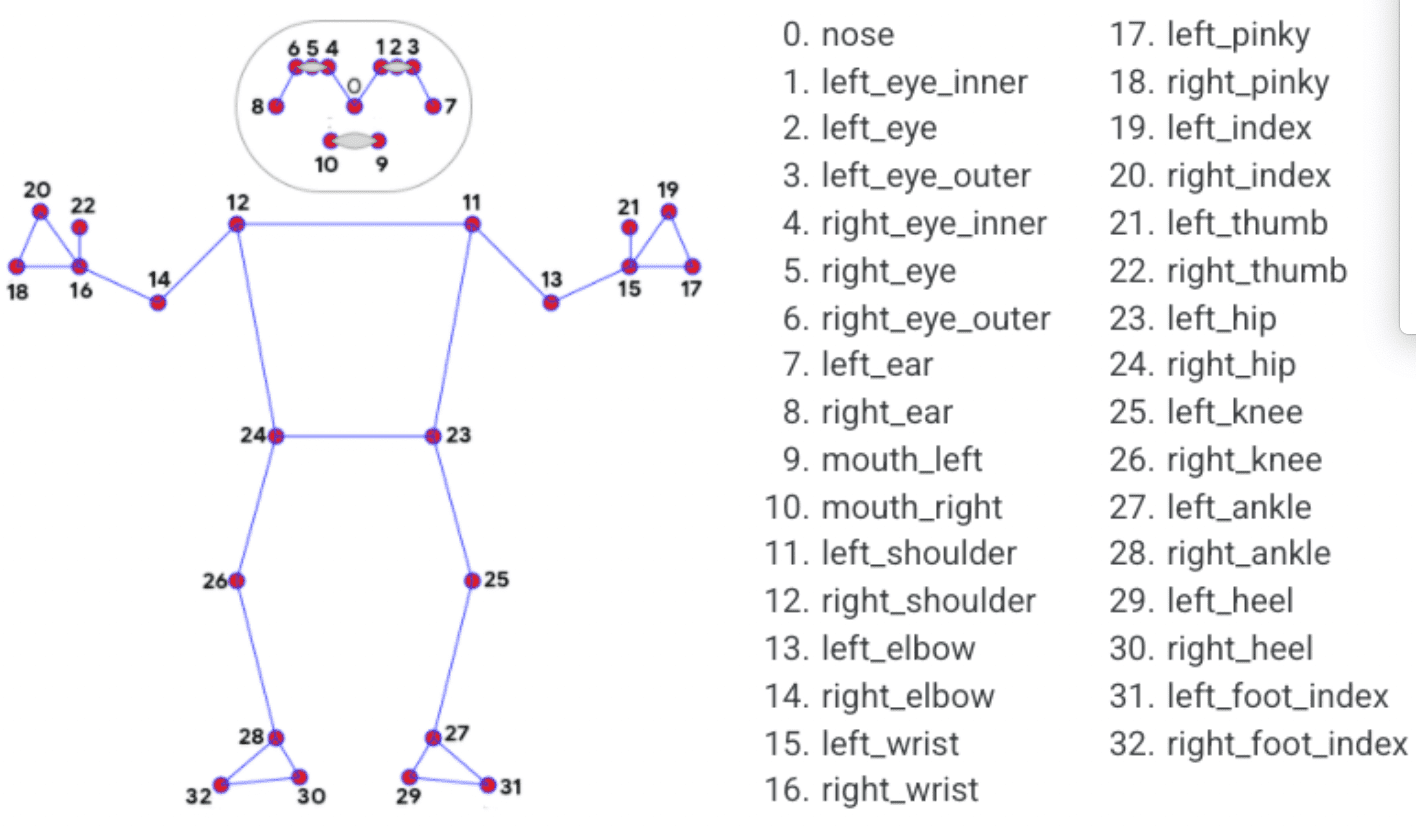 6 5 4 1 2 3
0
8 7
10 9
20 22 12 11 21 19
18 16 14 13 15 17
24 23
26 25
28 27
32 30 29 31
0. nose
1. left_eye_inner
2. left_eye
3. left_eye_outer
4. right_eye_inner
5. right_eye
6. right_eye_outer
7. left_ear
8. right_ear
9. mouth_left
10. mouth_right
11. left_shoulder
12. right_shoulder
13. left_elbow
14. right_elbow
15. left_wrist
16. right_wrist
17. left_pinky
18. right_pinky
19. left_index
20. right_index
21. left_thumb
22. right_thumb
23. left_hip
24. right_hip
25. left_knee
26. right_knee
27. left_ankle
28. right_ankle
29. left_heel
30. right_heel
31. left_foot_index
32. right_foot_index